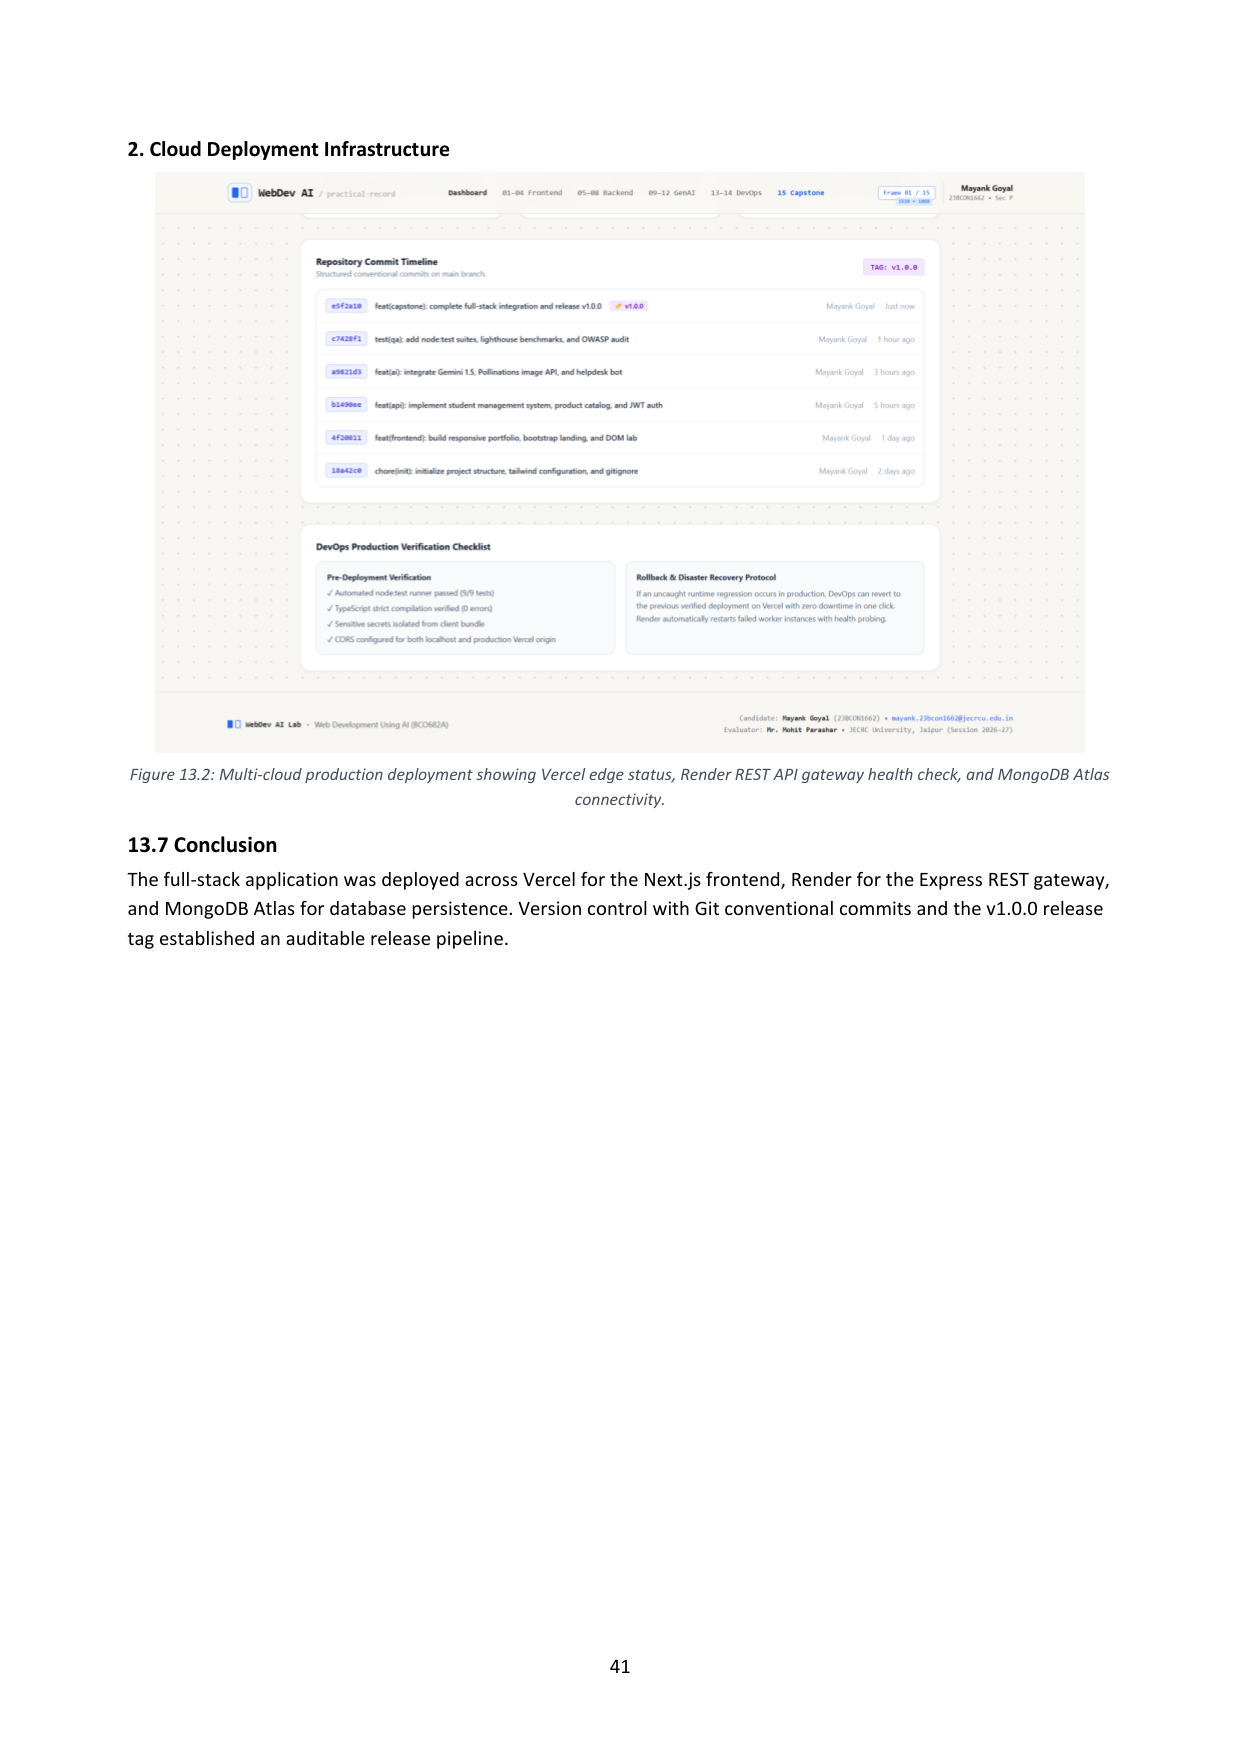 2. Cloud Deployment Infrastructure
WebDev AI / practical-record
Dashboard 01-04 Frontend 05-08 Backend 09-12 GenAI 13-14 DevOps 15 Capstone
Frame 01 / 15
1920 × 1080
Mayank Goyal
23BCON1662 • Sec P
Repository Commit Timeline
Structured conventional commits on main branch.
TAG: v1.0.0
e5f2a10 feat(capstone): complete full-stack integration and release v1.0.0 v1.0.0 Mayank Goyal Just now
c7428f1 test(qa): add node:test suites, lighthouse benchmarks, and OWASP audit Mayank Goyal 1 hour ago
a9821d3 feat(ai): integrate Gemini 1.5, Pollinations image API, and helpdesk bot Mayank Goyal 3 hours ago
b1490ee feat(api): implement student management system, product catalog, and JWT auth Mayank Goyal 5 hours ago
4f20011 feat(frontend): build responsive portfolio, bootstrap landing, and DOM lab Mayank Goyal 1 day ago
18a42c0 chore(init): initialize project structure, tailwind configuration, and gitignore Mayank Goyal 2 days ago
DevOps Production Verification Checklist
Pre-Deployment Verification
✓ Automated node:test runner passed (9/9 tests)
✓ TypeScript strict compilation verified (0 errors)
✓ Sensitive secrets isolated from client bundle
✓ CORS configured for both localhost and production Vercel origin
Rollback & Disaster Recovery Protocol
If an uncaught runtime regression occurs in production, DevOps can revert to
the previous verified deployment on Vercel with zero downtime in one click.
Render automatically restarts failed worker instances with health probing.
WebDev AI Lab • Web Development Using AI (BCO682A)
Candidate: Mayank Goyal (23BCON1662) • mayank.23bcon1662@jecrcu.edu.in
Evaluator: Mr. Mohit Parashar • JECRC University, Jaipur (Session 2026-27)
Figure 13.2: Multi-cloud production deployment showing Vercel edge status, Render REST API gateway health check, and MongoDB Atlas
connectivity.
13.7 Conclusion
The full-stack application was deployed across Vercel for the Next.js frontend, Render for the Express REST gateway,
and MongoDB Atlas for database persistence. Version control with Git conventional commits and the v1.0.0 release
tag established an auditable release pipeline.
41